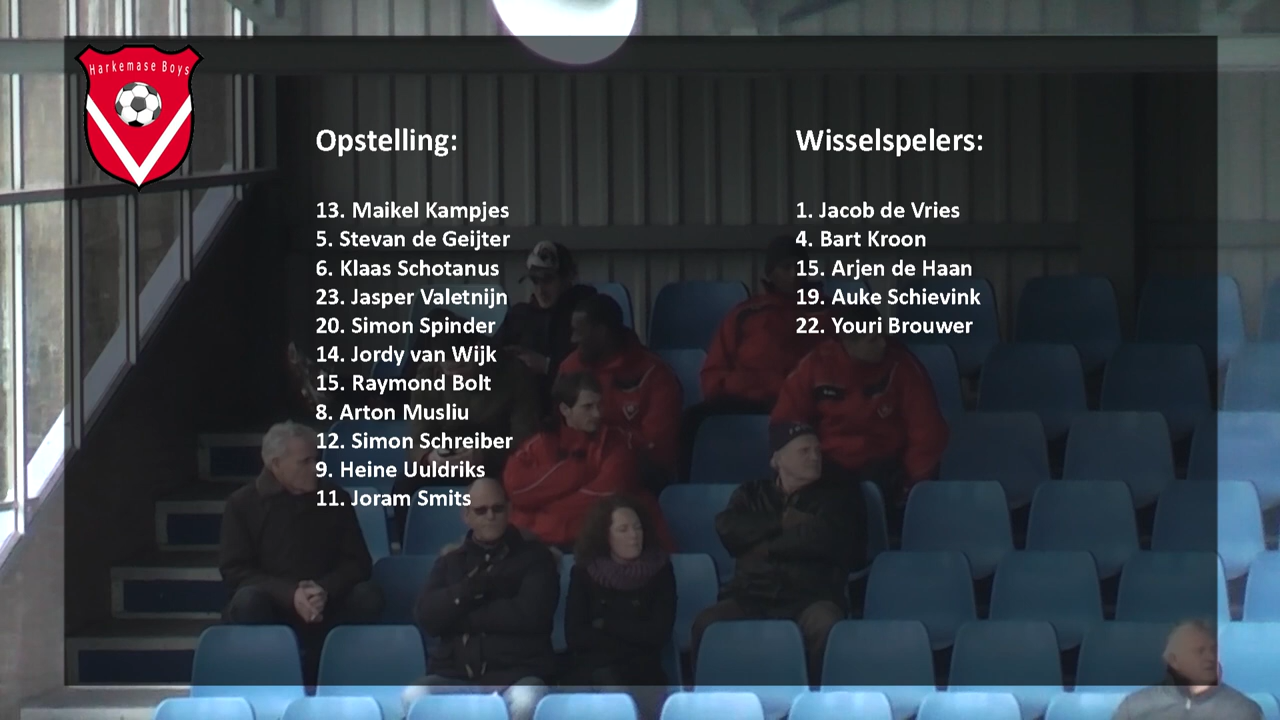 Harkemase Boys
Opstelling:
13. Maikel Kampjes
5. Stevan de Geijter
6. Klaas Schotanus
23. Jasper Valetnijn
20. Simon Spinder
14. Jordy van Wijk
15. Raymond Bolt
8. Arton Musliu
12. Simon Schreiber
9. Heine Uuldriks
11. Joram Smits
Wisselspelers:
1. Jacob de Vries
4. Bart Kroon
15. Arjen de Haan
19. Auke Schievink
22. Youri Brouwer